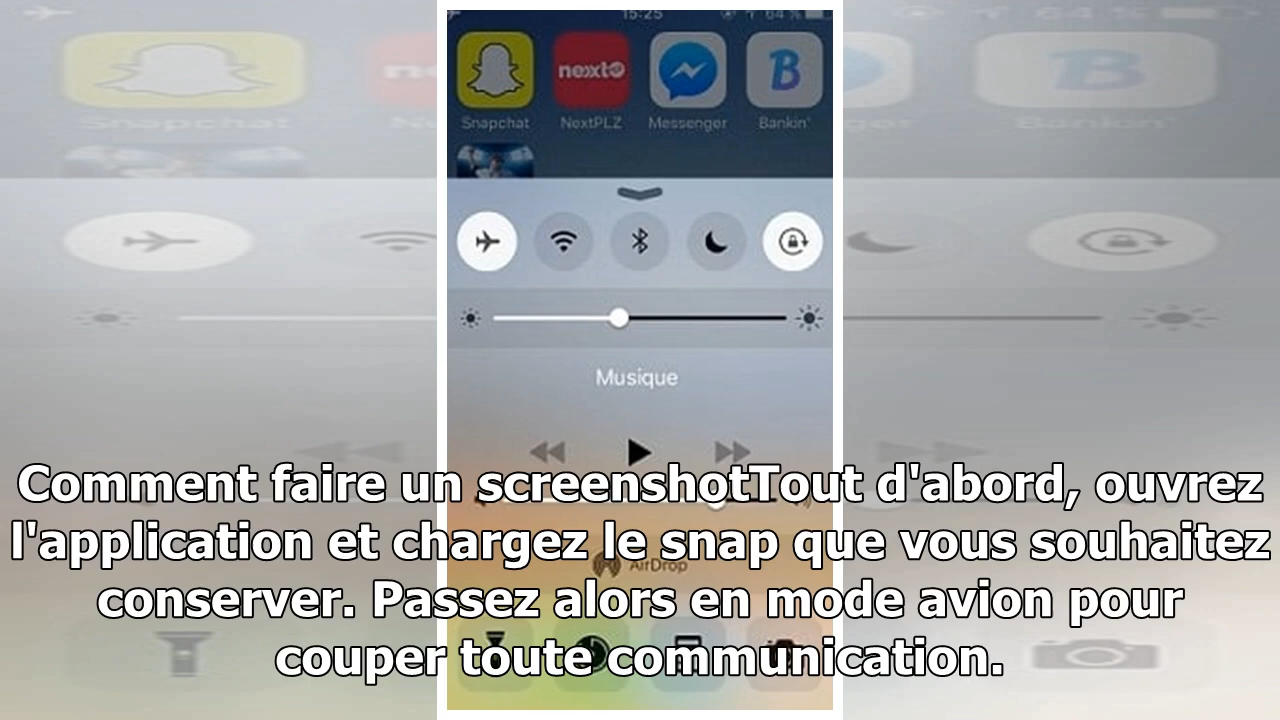 15:25
64 %
Snapchat
nextø
NextPLZ
Messenger
B
Bankin'
Musique
AirDrop
Comment faire un screenshotTout d'abord, ouvrez
l'application et chargez le snap que vous souhaitez
conserver. Passez alors en mode avion pour
couper toute communication.